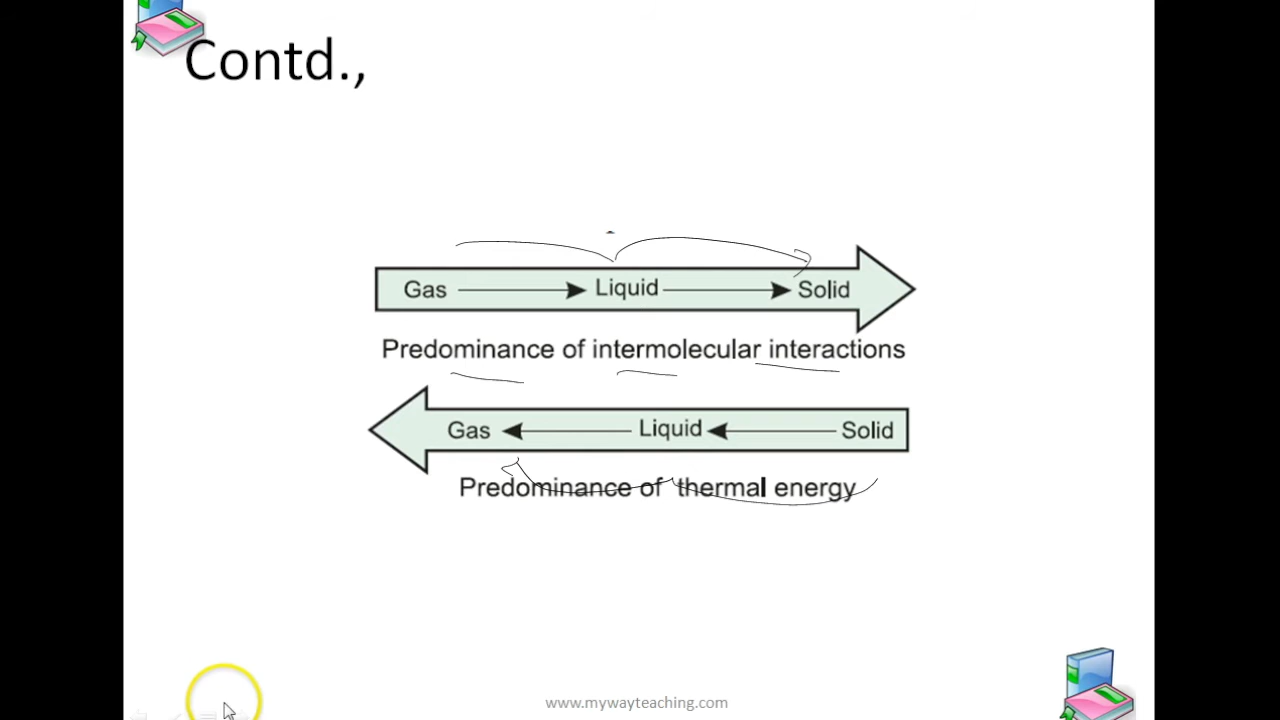 Contd.,
Gas Liquid Solid
Predominance of intermolecular interactions
Gas Liquid Solid
Predominance of thermal energy
www.mywayteaching.com